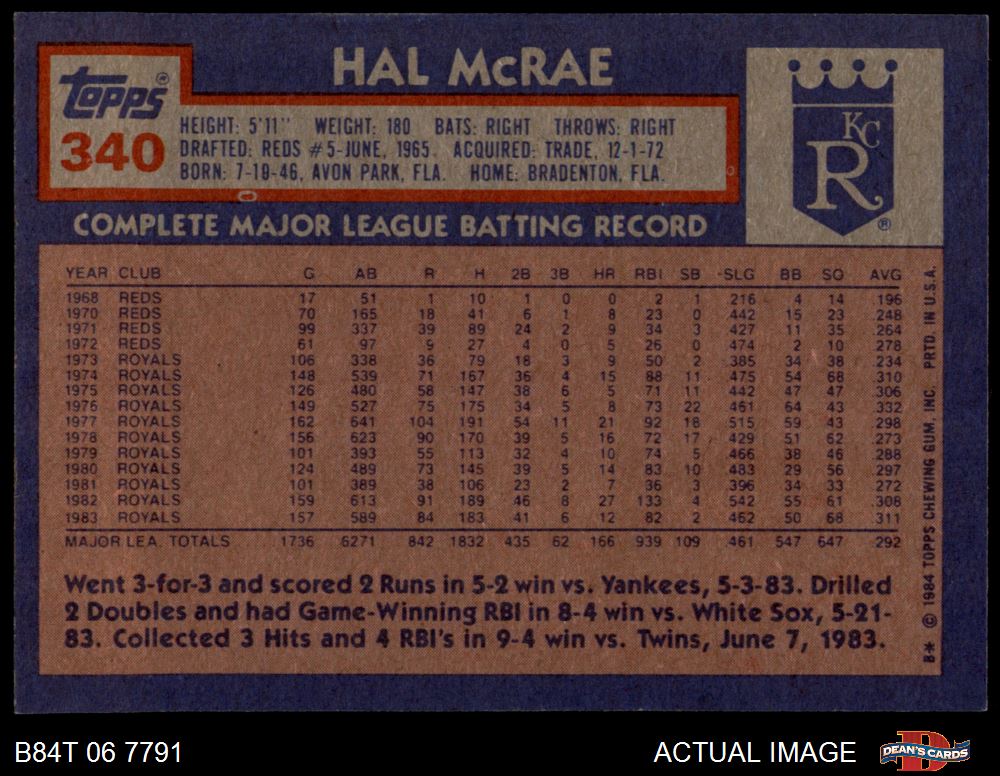 HAL McRAE
Topps®
340
HEIGHT: 5'11" WEIGHT: 180 BATS: RIGHT THROWS: RIGHT
DRAFTED: REDS #5-JUNE, 1965. ACQUIRED: TRADE, 12-1-72
BORN: 7-10-46, AVON PARK, FLA. HOME: BRADENTON, FLA.
KC
R
®
COMPLETE MAJOR LEAGUE BATTING RECORD
YEAR CLUB G AB R H 2B 3B HR RBI SB SLG BB SO AVG
1968 REDS 17 51 1 10 1 0 0 2 1 .216 4 14 .196
1970 REDS 70 165 18 41 6 1 8 23 0 .442 15 23 .248
1971 REDS 99 337 39 89 24 2 9 34 3 .427 11 35 .264
1972 REDS 61 97 9 27 4 0 5 26 0 .474 2 10 .278
1973 ROYALS 106 338 36 79 18 3 9 50 2 .385 34 38 .234
1974 ROYALS 148 539 71 167 36 4 15 88 11 .475 54 68 .310
1975 ROYALS 126 480 58 147 38 6 5 71 11 .442 47 47 .306
1976 ROYALS 149 527 75 175 34 5 8 73 22 .461 64 43 .332
1977 ROYALS 162 641 104 191 54 11 21 92 18 .515 59 43 .298
1978 ROYALS 156 623 90 170 39 5 16 72 17 .429 51 62 .273
1979 ROYALS 101 393 55 113 32 4 10 74 5 .466 38 46 .288
1980 ROYALS 124 489 73 145 39 5 14 83 10 .483 29 56 .297
1981 ROYALS 101 389 38 106 23 2 7 36 3 .396 34 33 .272
1982 ROYALS 159 613 91 189 46 8 27 133 4 .542 55 61 .308
1983 ROYALS 157 589 84 183 41 6 12 82 2 .462 50 68 .311
MAJOR LEA. TOTALS 1736 6271 842 1832 435 62 166 939 109 .461 547 647 .292
Went 3-for-3 and scored 2 Runs in 5-2 win vs. Yankees, 5-3-83. Drilled
2 Doubles and had Game-Winning RBI in 8-4 win vs. White Sox, 5-21-
83. Collected 3 Hits and 4 RBI's in 9-4 win vs. Twins, June 7, 1983.
B* © 1984 TOPPS CHEWING GUM, INC. PRTD. IN U.S.A.
B84T 06 7791
ACTUAL IMAGE
D
DEAN'S CARDS